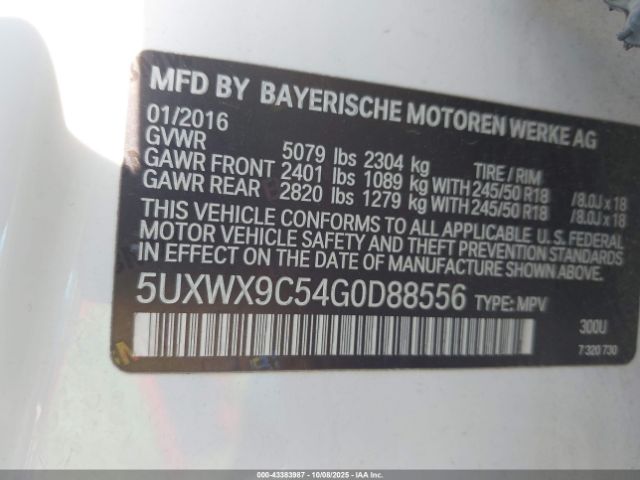 MFD BY BAYERISCHE MOTOREN WERKE AG
01/2016
GVWR 5079 lbs 2304 kg TIRE / RIM
GAWR FRONT 2401 lbs 1089 kg WITH 245/50 R18 /8.0J x 18
GAWR REAR 2820 lbs 1279 kg WITH 245/50 R18 /8.0J x 18
THIS VEHICLE CONFORMS TO ALL APPLICABLE U. S. FEDERAL
MOTOR VEHICLE SAFETY AND THEFT PREVENTION STANDARDS
IN EFFECT ON THE DATE OF MANUFACTURE SHOWN ABOVE.
5UXWX9C54G0D88556 TYPE: MPV
300U
7 320 730
000-43383987 - 10/08/2025 - Copyright © IAA, LLC